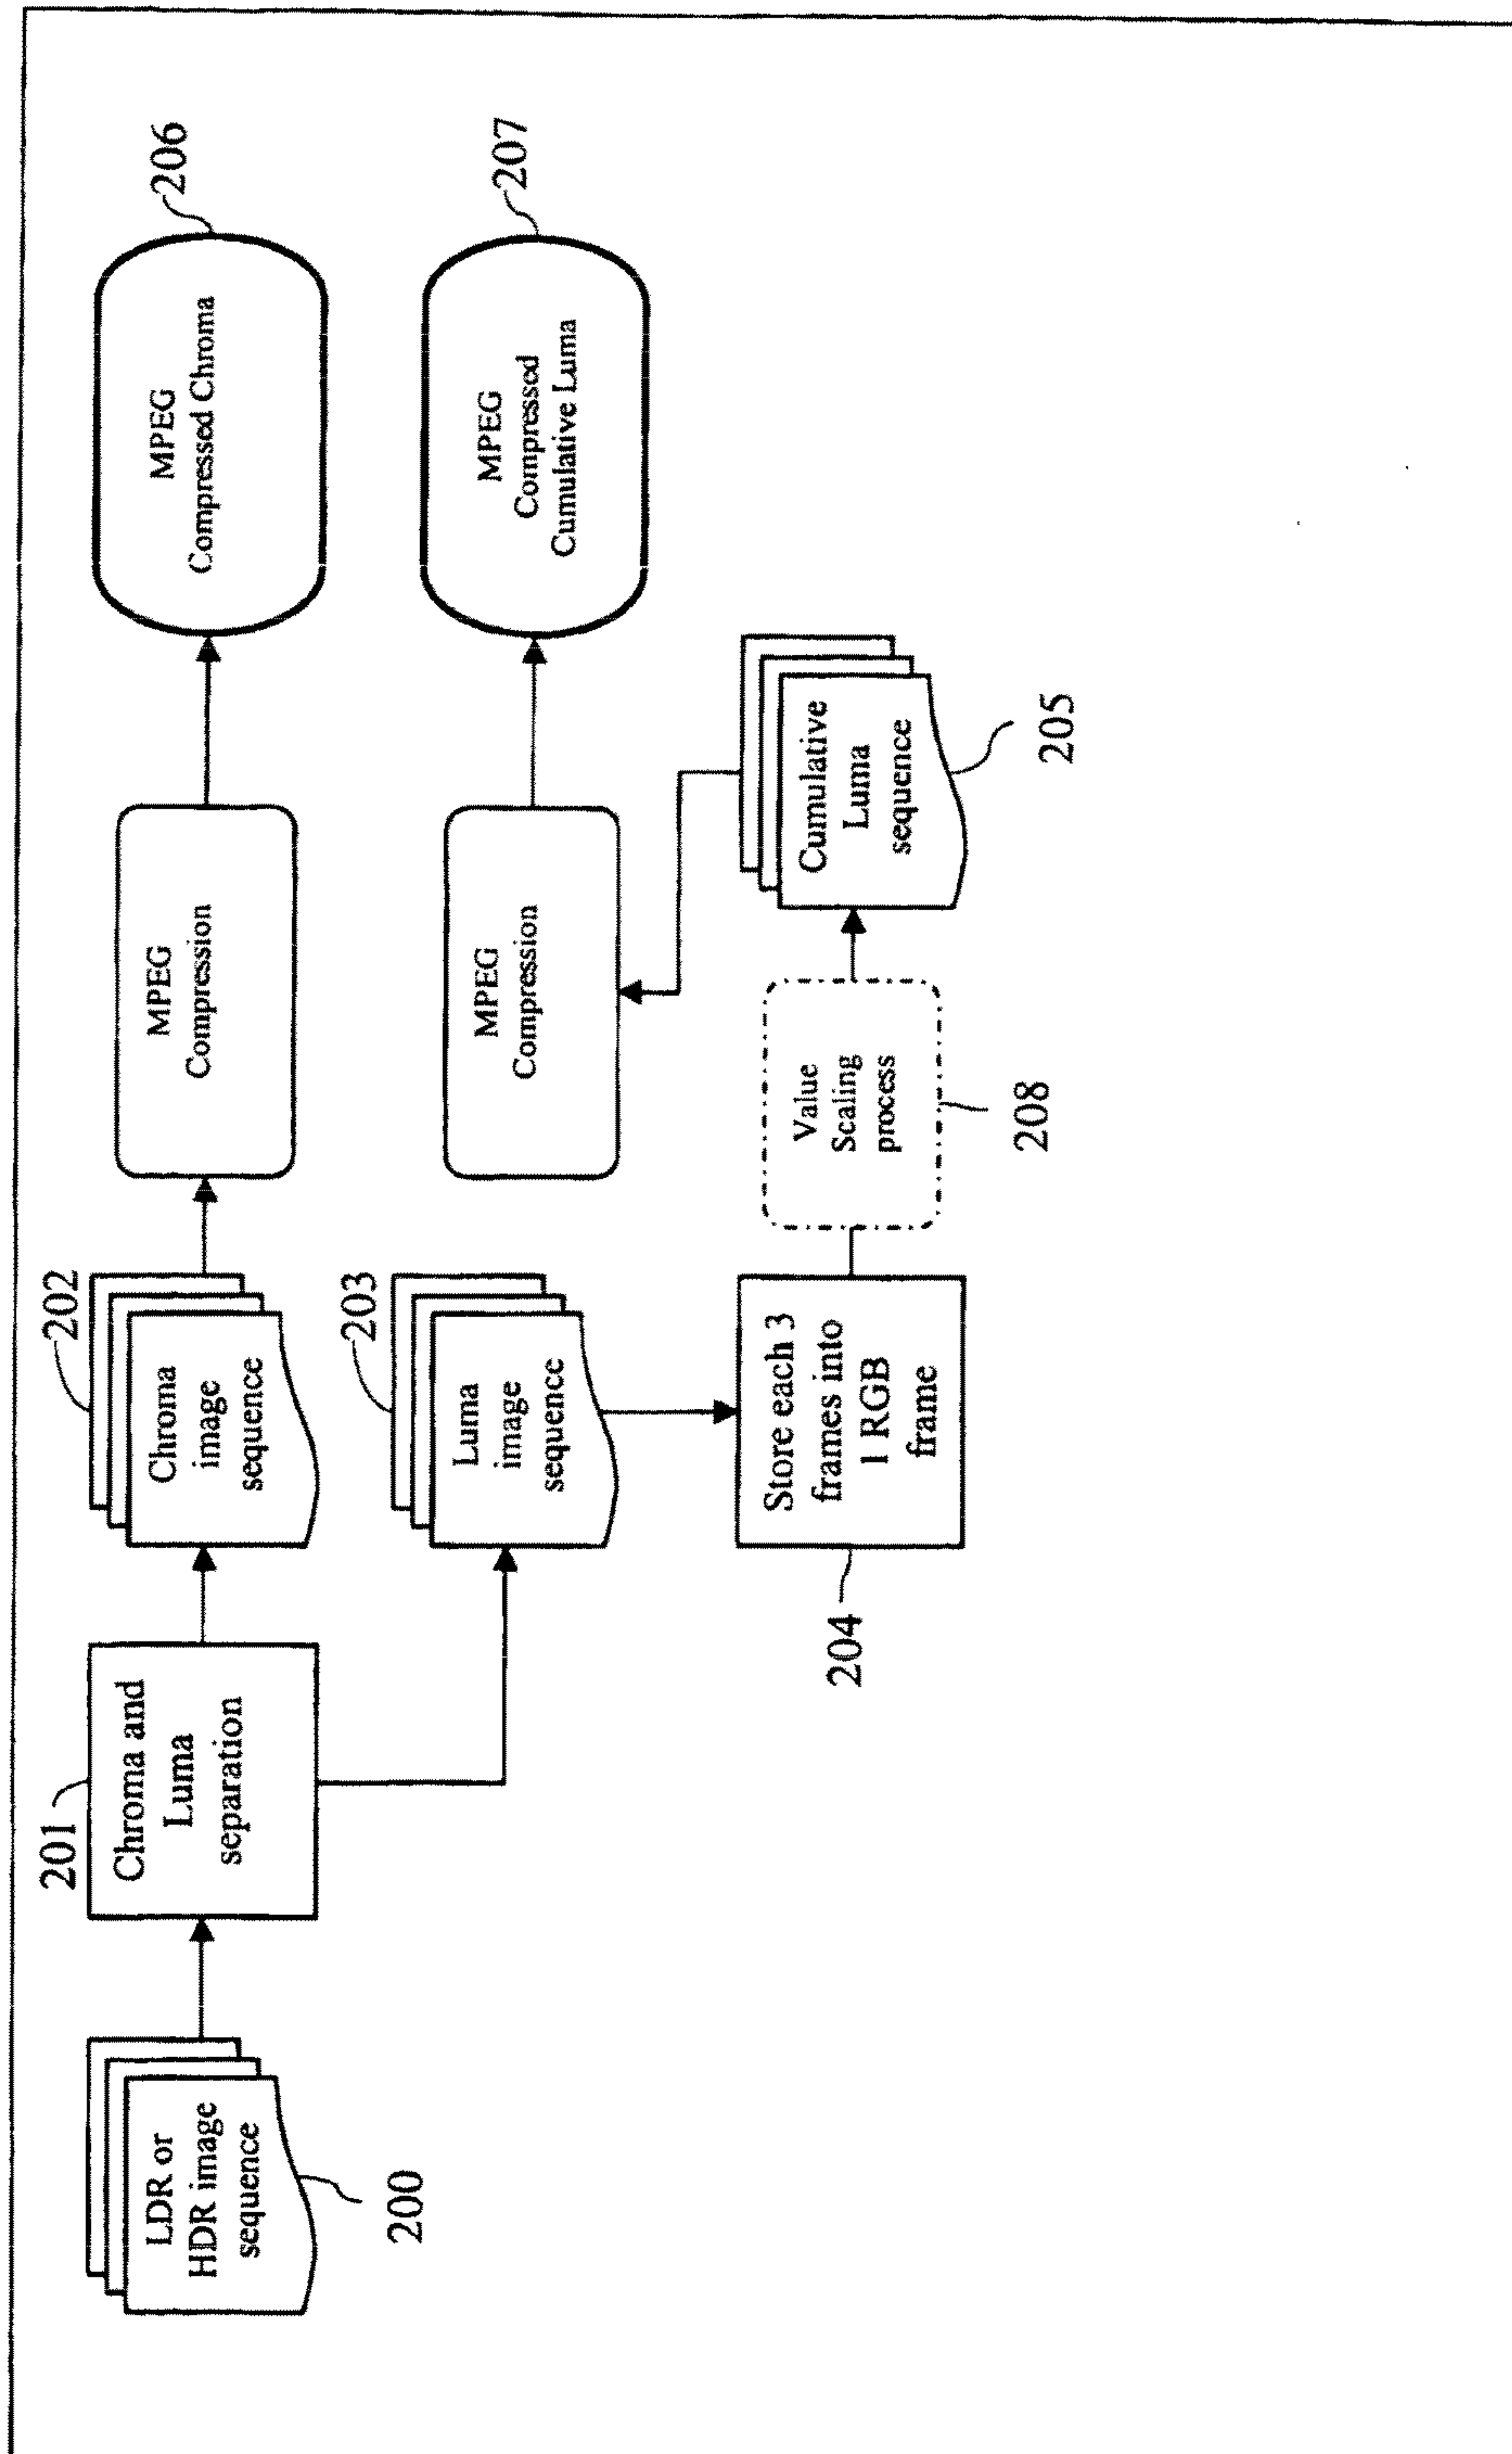 200
LDR or
HDR image
sequence
201
Chroma and
Luma
separation
202
Chroma
image
sequence
MPEG
Compression
206
MPEG
Compressed Chroma
203
Luma
image
sequence
MPEG
Compression
207
MPEG
Compressed
Cumulative Luma
204
Store each 3
frames into
1 RGB
frame
208
Value
Scaling
process
205
Cumulative
Luma
sequence